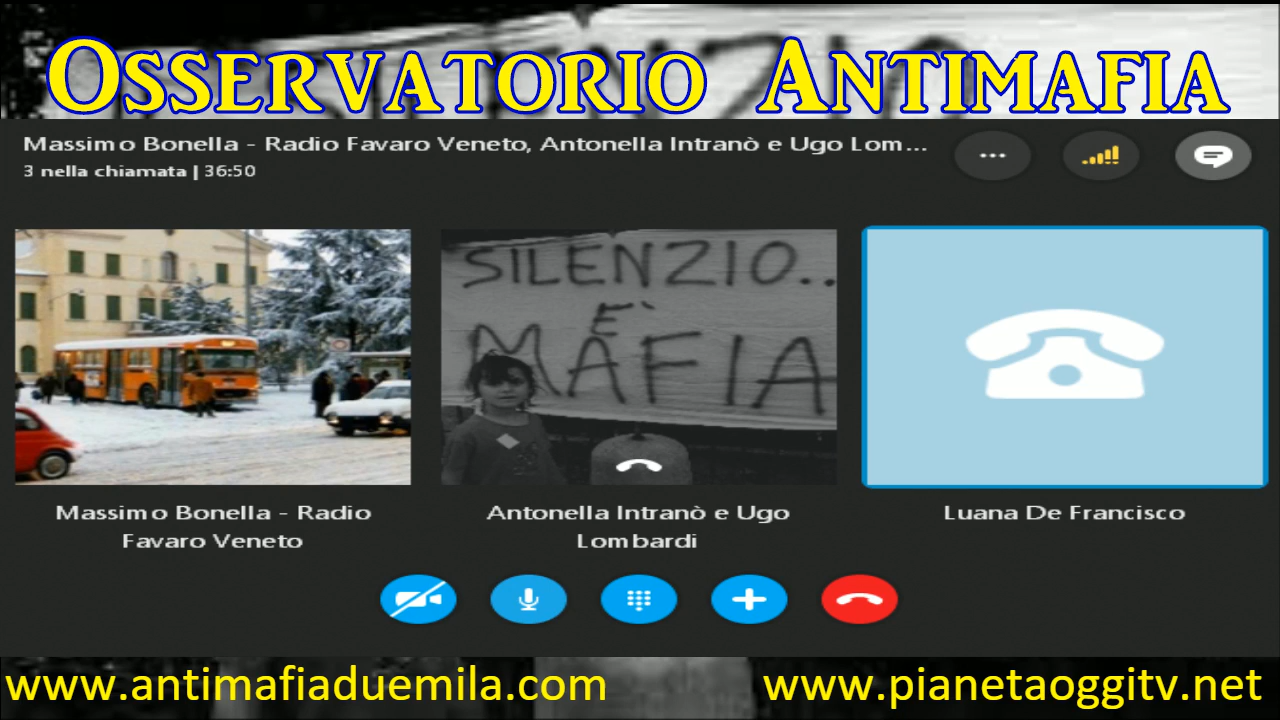 OSSERVATORIO ANTIMAFIA
Massimo Bonella - Radio Favaro Veneto, Antonella Intranò e Ugo Lom...
3 nella chiamata | 36:50
SILENZIO..
E'
MAFIA
Massimo Bonella - Radio
Favaro Veneto
Antonella Intranò e Ugo
Lombardi
Luana De Francisco
www.antimafiaduemila.com
www.pianetaoggitv.net